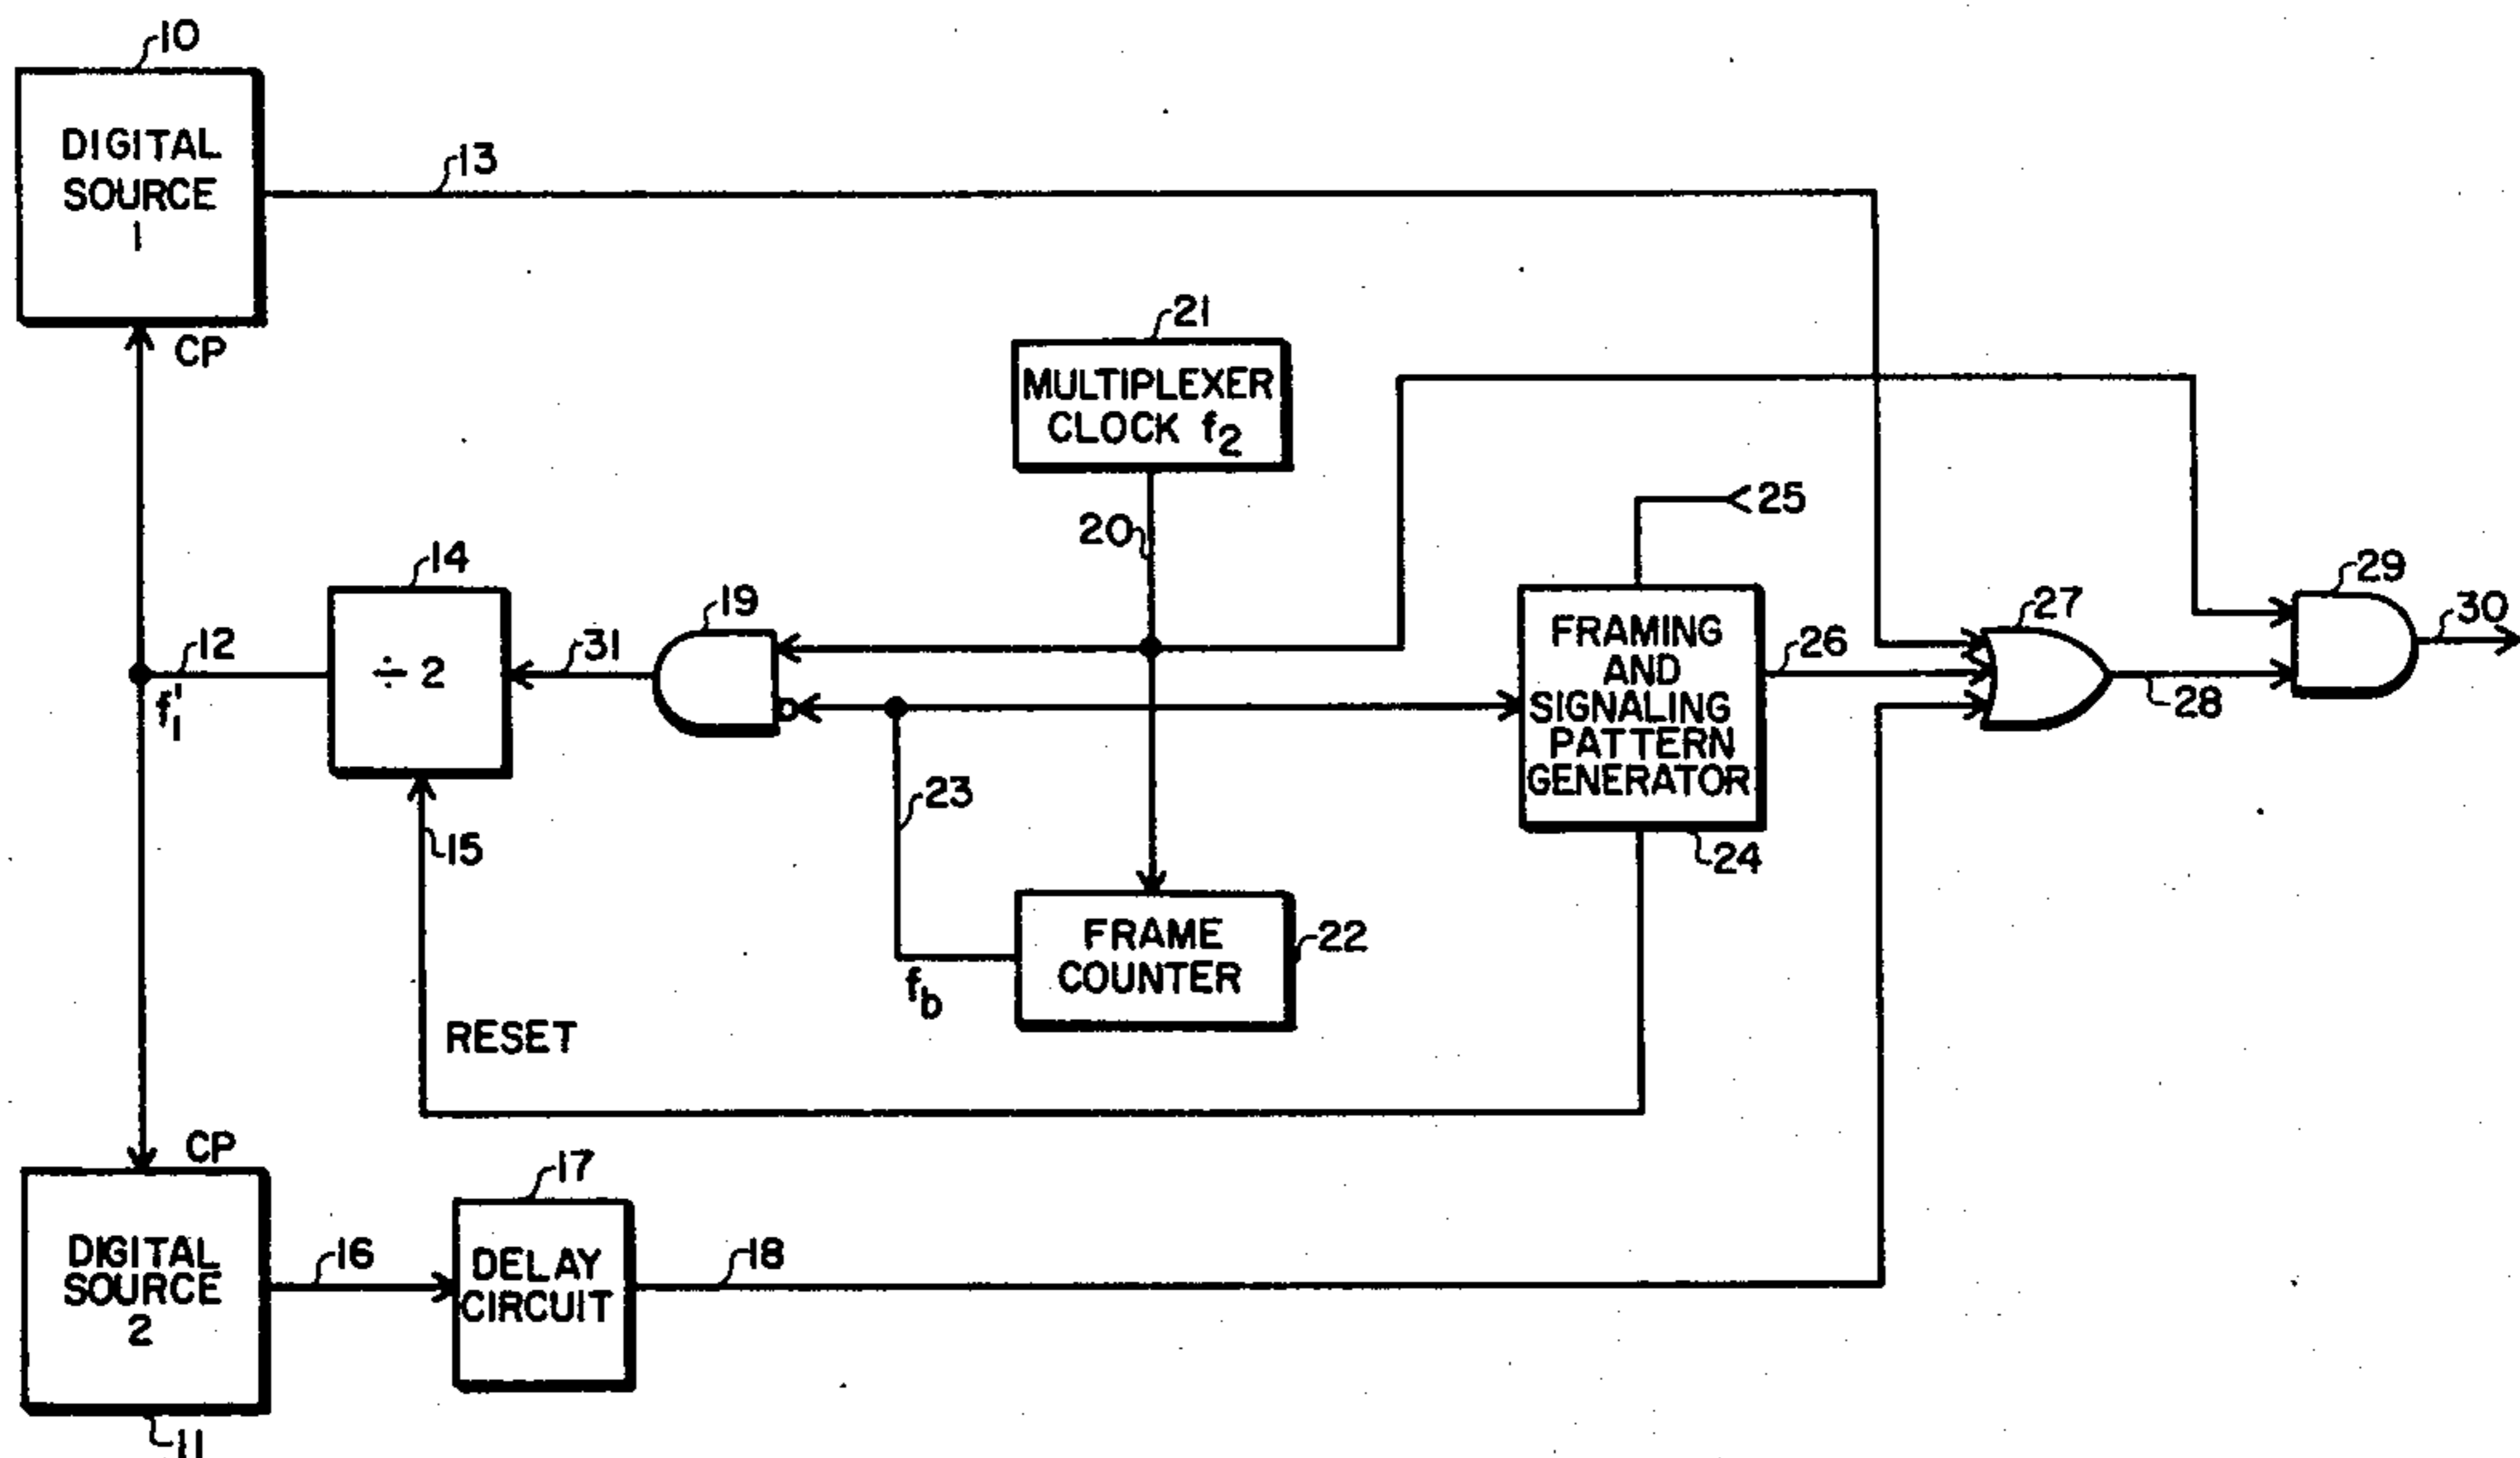 10
DIGITAL
SOURCE
1
13
CP
21
MULTIPLEXER
CLOCK f2
20
25
14
19
27
29
30
12
÷ 2
31
26
28
f1'
FRAMING
AND
SIGNALING
PATTERN
GENERATOR
15
23
24
FRAME
COUNTER
22
fb
RESET
CP
17
DIGITAL
SOURCE
2
16
DELAY
CIRCUIT
18
11